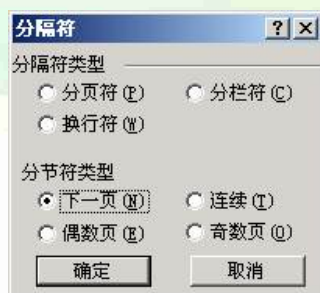 分隔符
分隔符类型
分页符(P) 分栏符(C)
换行符(W)
分节符类型
下一页(N) 连续(T)
偶数页(E) 奇数页(O)
确定 取消